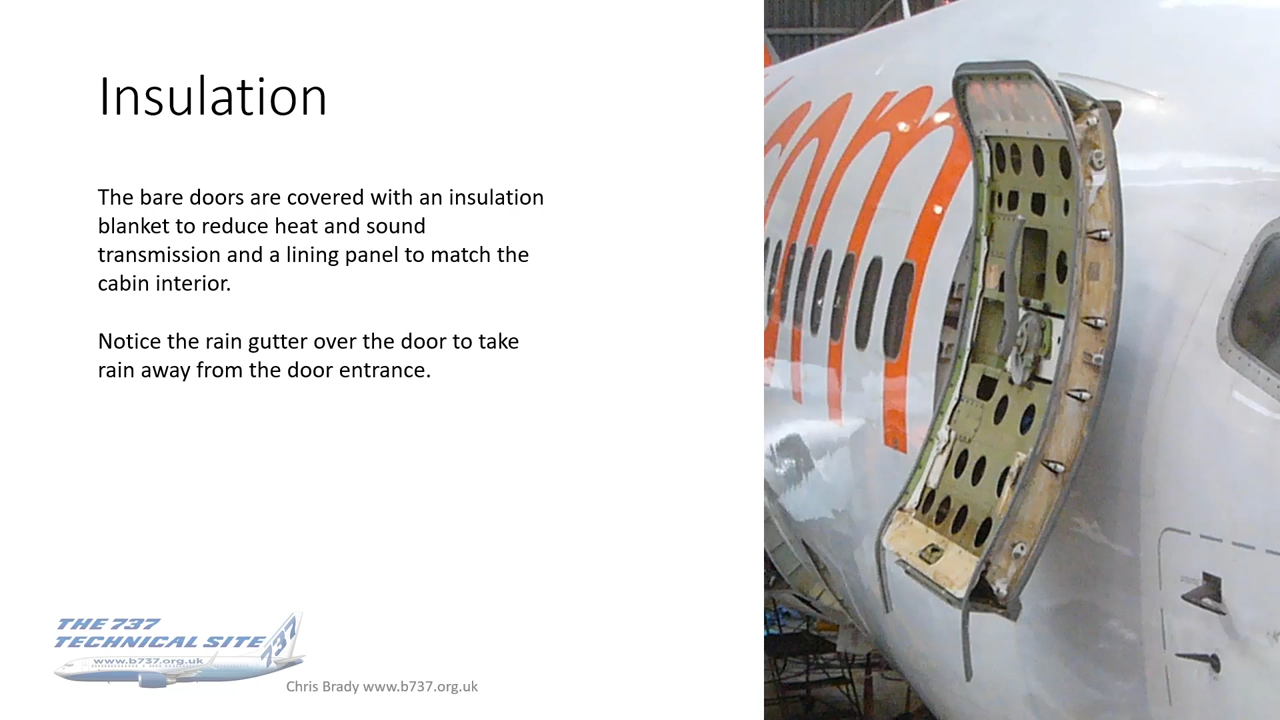 Insulation
The bare doors are covered with an insulation
blanket to reduce heat and sound
transmission and a lining panel to match the
cabin interior.
Notice the rain gutter over the door to take
rain away from the door entrance.
THE 737
TECHNICAL SITE
737
www.b737.org.uk
Chris Brady www.b737.org.uk